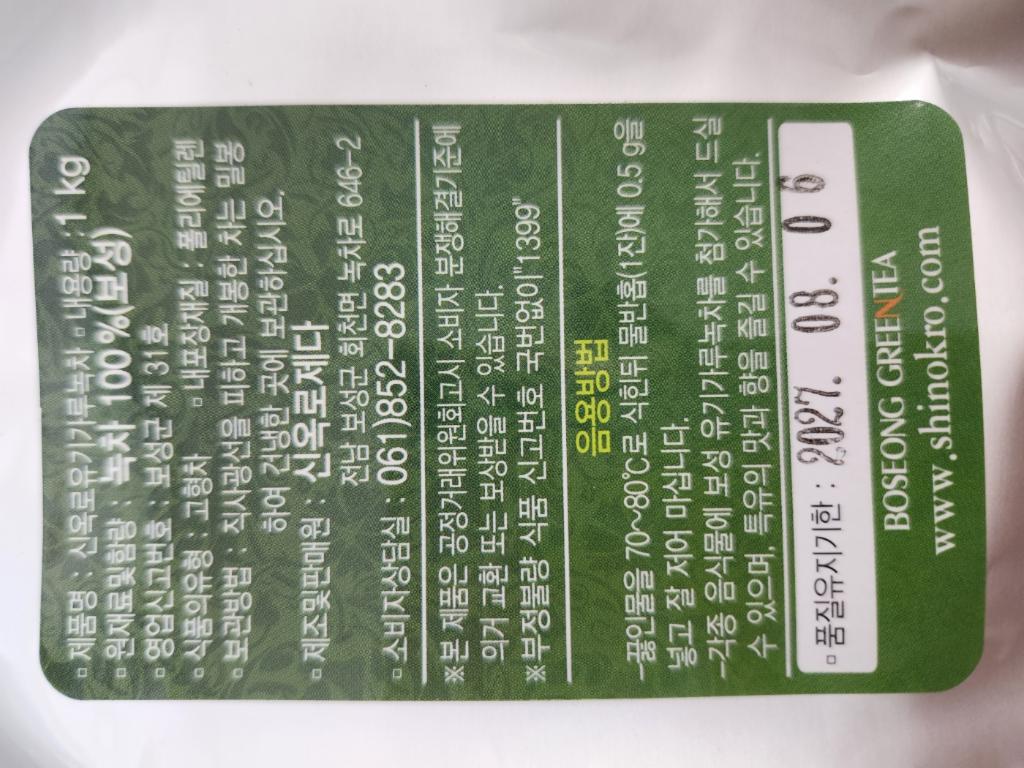 ▫ 제품명 : 신옥로유기가루녹차 ▫ 내용량 : 1 kg
▫ 원재료및함량 : 녹차 100%(보성)
▫ 영업신고번호 : 보성군 제 31호
▫ 식품의유형 : 고형차 ▫ 내포장재질 : 폴리에틸렌
▫ 보관방법 : 직사광선을 피하고 개봉한 차는 밀봉
하여 건냉한 곳에 보관하십시오.
▫ 제조및판매원 : 신옥로제다
전남 보성군 회천면 녹차로 646-2
▫ 소비자상담실 : 061)852-8283
※본 제품은 공정거래위원회고시 소비자 분쟁해결기준에
의거 교환 또는 보상받을 수 있습니다.
※부정불량 식품 신고번호 국번없이"1399"
음용방법
-끓인물을 70~80℃로 식힌뒤 물반홉(1잔)에 0.5 g을
넣고 잘 저어 마십니다.
-각종 음식물에 보성 유기가루녹차를 첨가해서 드실
수 있으며, 특유의 맛과 향을 즐길 수 있습니다.
▫ 품질유지기한 : 2027. 08. 06
BOSEONG GREENTEA
www.shinokro.com